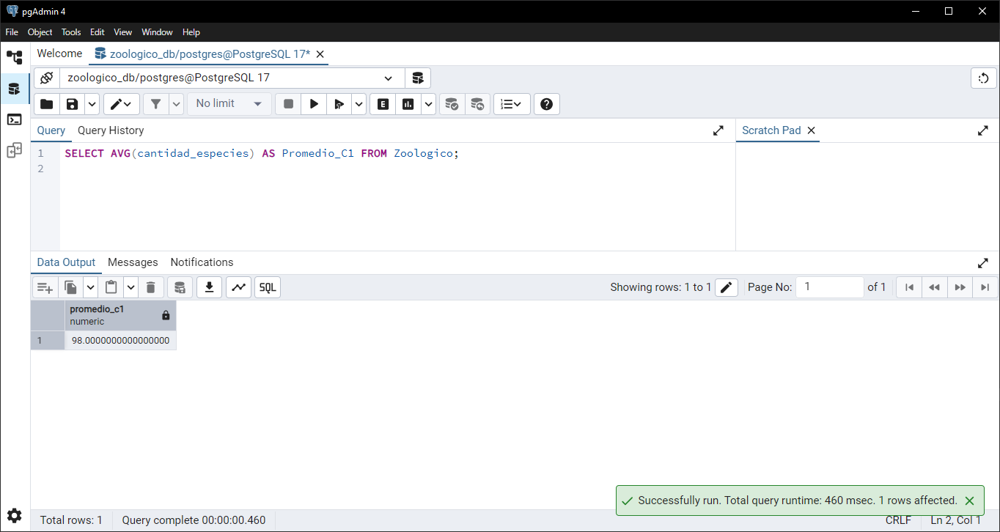 pgAdmin 4
File Object Tools Edit View Window Help
Welcome zoologico_db/postgres@PostgreSQL 17*
zoologico_db/postgres@PostgreSQL 17
No limit E
Query Query History Scratch Pad
1 SELECT AVG(cantidad_especies) AS Promedio_C1 FROM Zoologico;
2
Data Output Messages Notifications
SQL Showing rows: 1 to 1 Page No: 1 of 1
promedio_c1
numeric
1 98.0000000000000000
Successfully run. Total query runtime: 460 msec. 1 rows affected.
Total rows: 1 Query complete 00:00:00.460 CRLF Ln 2, Col 1